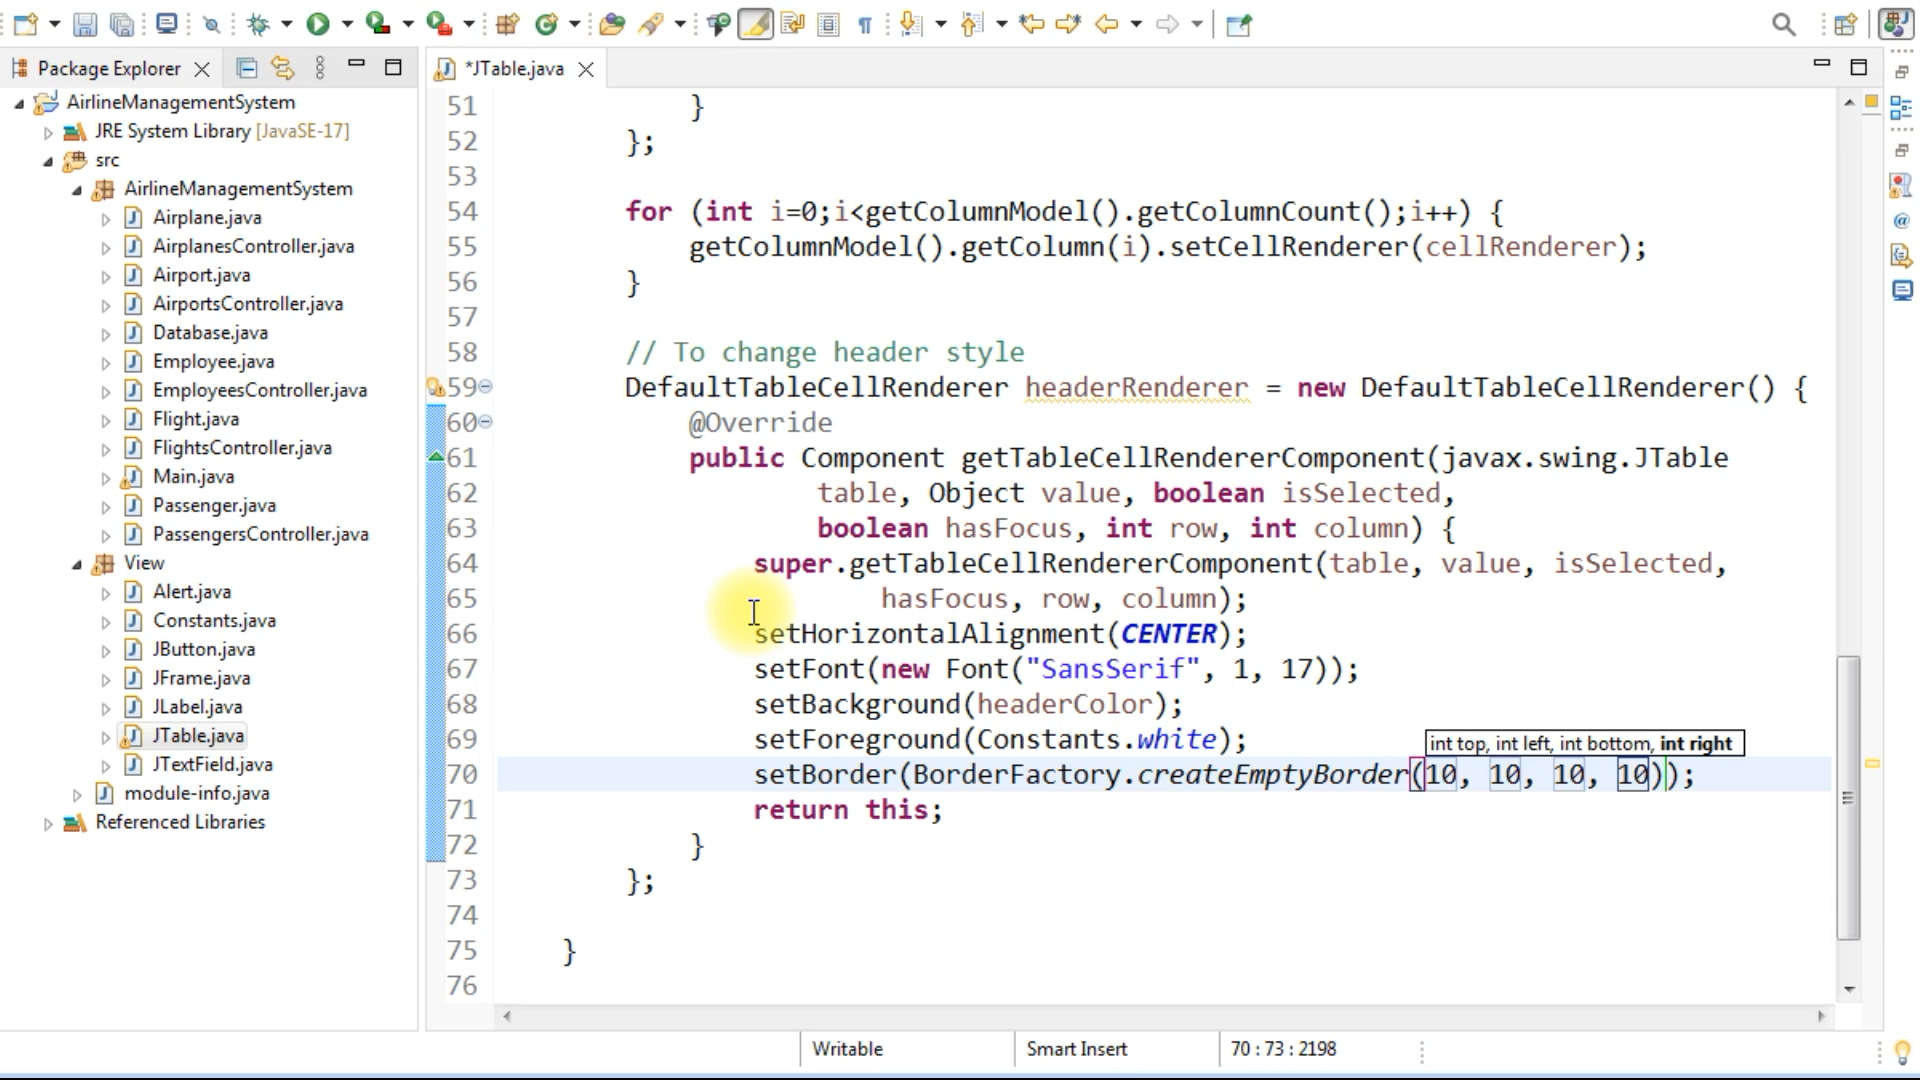 Package Explorer
*JTable.java
AirlineManagementSystem
JRE System Library [JavaSE-17]
src
AirlineManagementSystem
Airplane.java
AirplanesController.java
Airport.java
AirportsController.java
Database.java
Employee.java
EmployeesController.java
Flight.java
FlightsController.java
Main.java
Passenger.java
PassengersController.java
View
Alert.java
Constants.java
JButton.java
JFrame.java
JLabel.java
JTable.java
JTextField.java
module-info.java
Referenced Libraries
51 }
52 };
53
54 for (int i=0;i<getColumnModel().getColumnCount();i++) {
55 getColumnModel().getColumn(i).setCellRenderer(cellRenderer);
56 }
57
58 // To change header style
59 DefaultTableCellRenderer headerRenderer = new DefaultTableCellRenderer() {
60 @Override
61 public Component getTableCellRendererComponent(javax.swing.JTable
62 table, Object value, boolean isSelected,
63 boolean hasFocus, int row, int column) {
64 super.getTableCellRendererComponent(table, value, isSelected,
65 hasFocus, row, column);
66 setHorizontalAlignment(CENTER);
67 setFont(new Font("SansSerif", 1, 17));
68 setBackground(headerColor);
69 setForeground(Constants.white);
int top, int left, int bottom, int right
70 setBorder(BorderFactory.createEmptyBorder(10, 10, 10, 10));
71 return this;
72 }
73 };
74
75 }
76
Writable
Smart Insert
70 : 73 : 2198